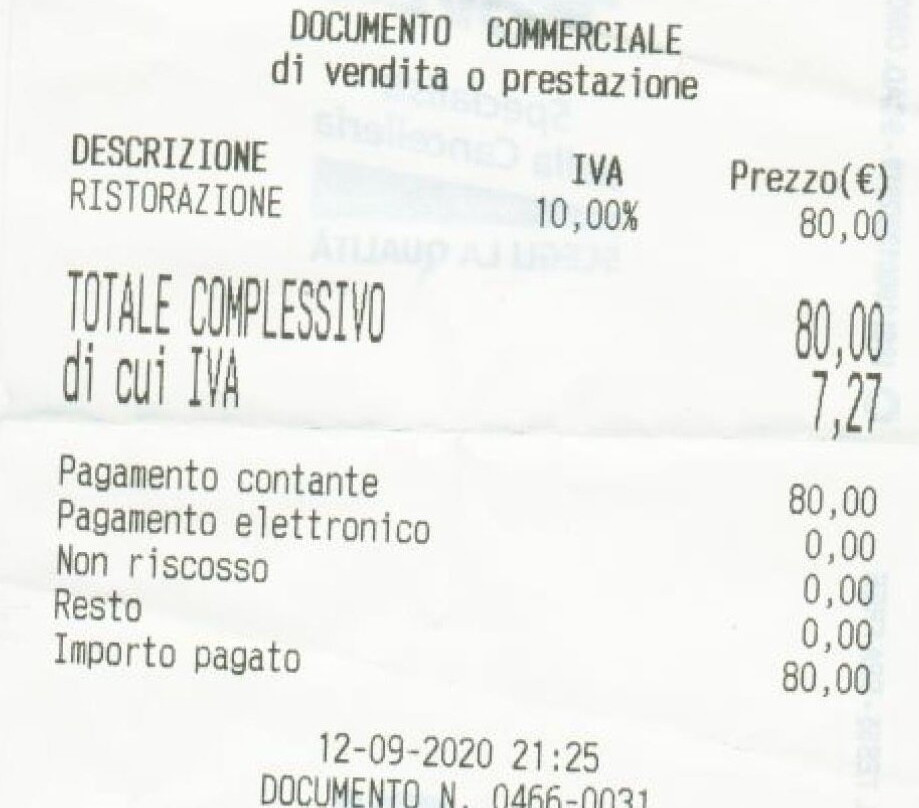 DOCUMENTO COMMERCIALE
di vendita o prestazione
DESCRIZIONE IVA Prezzo(€)
RISTORAZIONE 10,00% 80,00
TOTALE COMPLESSIVO 80,00
di cui IVA 7,27
Pagamento contante 80,00
Pagamento elettronico 0,00
Non riscosso 0,00
Resto 0,00
Importo pagato 80,00
12-09-2020 21:25
DOCUMENTO N. 0466-0031